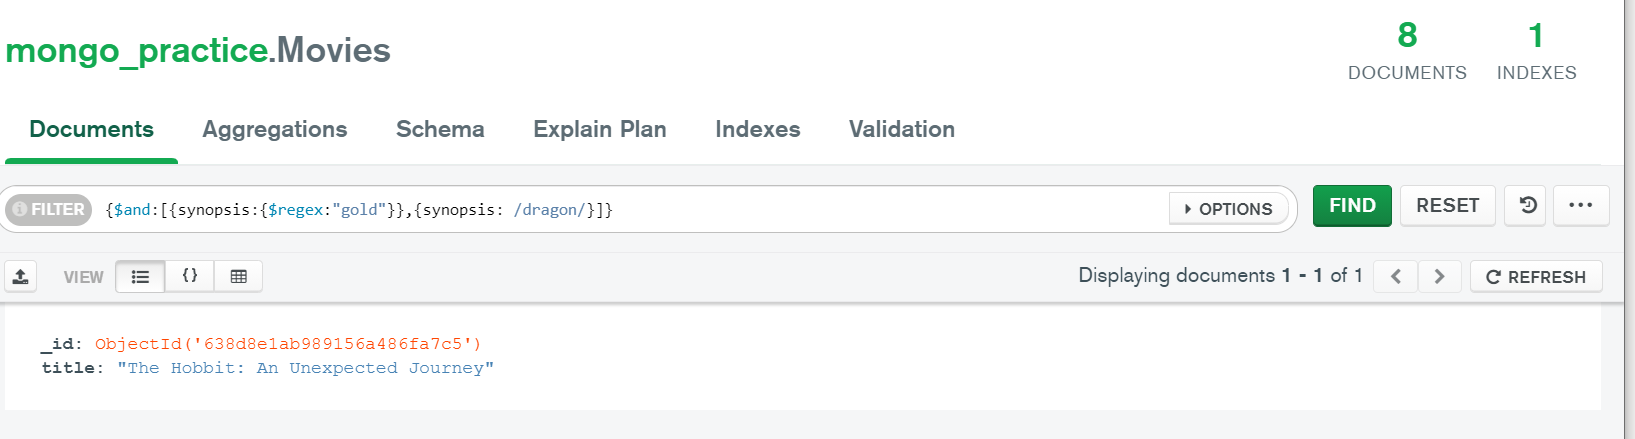 mongo_practice.Movies
8
DOCUMENTS
1
INDEXES
Documents
Aggregations
Schema
Explain Plan
Indexes
Validation
FILTER
{$and:[{synopsis:{$regex:"gold"}},{synopsis: /dragon/}]}
OPTIONS
FIND
RESET
VIEW
{}
Displaying documents 1 - 1 of 1
REFRESH
_id: ObjectId('638d8e1ab989156a486fa7c5')
title: "The Hobbit: An Unexpected Journey"